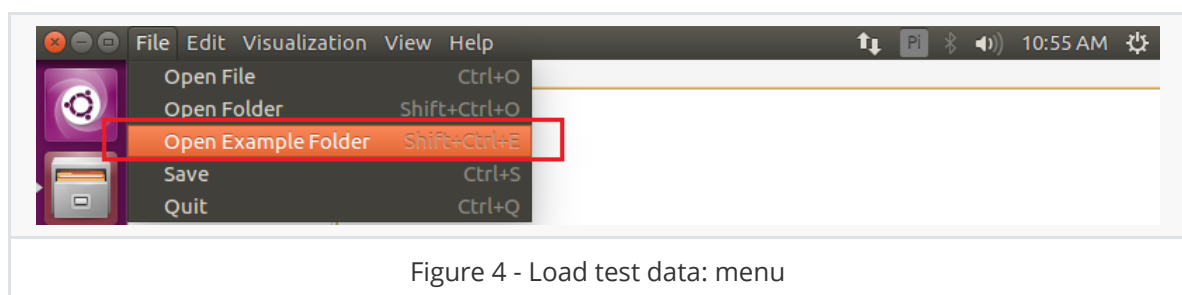 File Edit Visualization View Help Pi 10:55 AM
Open File Ctrl+O
Open Folder Shift+Ctrl+O
Open Example Folder Shift+Ctrl+E
Save Ctrl+S
Quit Ctrl+Q
Figure 4 - Load test data: menu